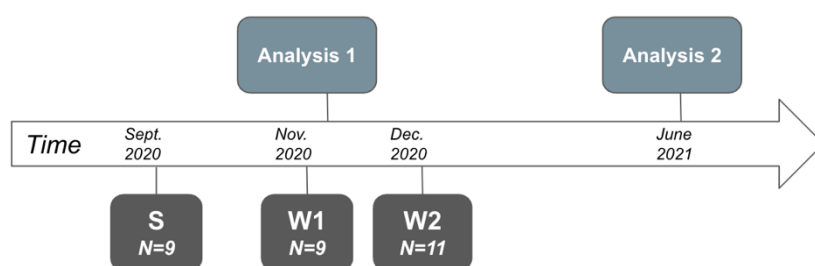 Analysis 1
Analysis 2
Time
Sept.
2020
Nov.
2020
Dec.
2020
June
2021
S
N=9
W1
N=9
W2
N=11